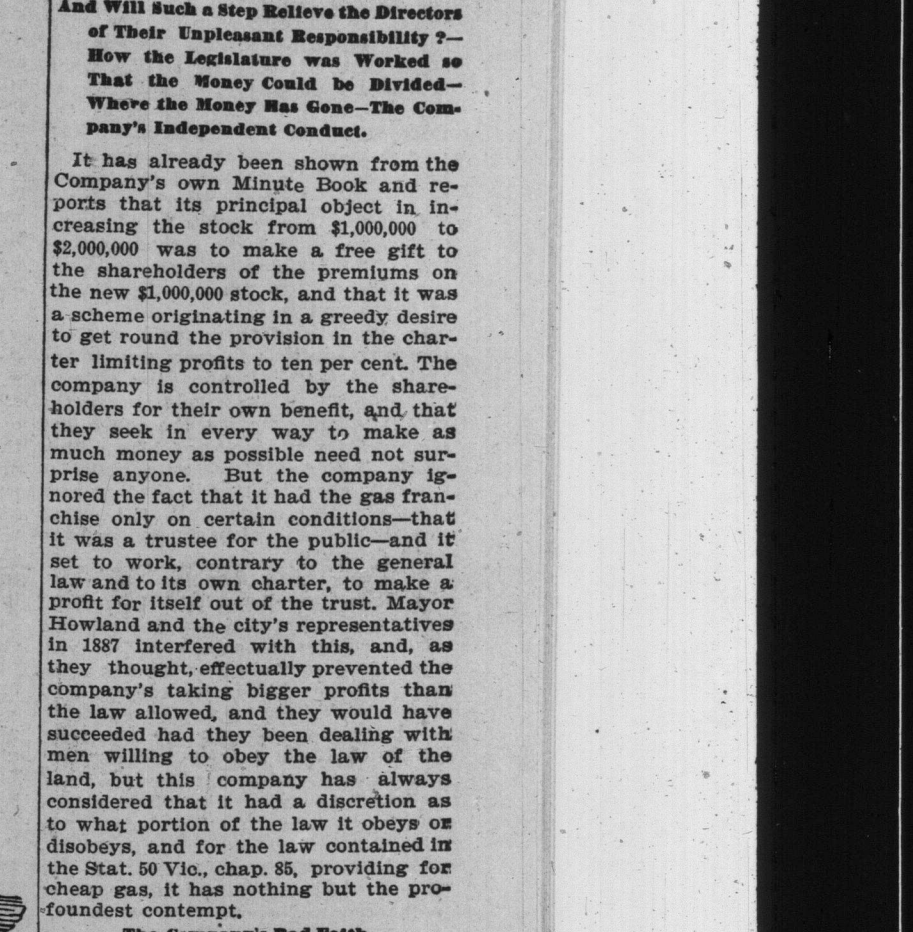 And Will Such a Step Relieve the Directors
of Their Unpleasant Responsibility ?—
How the Legislature was Worked so
That the Money Could be Divided—
Where the Money Has Gone—The Com-
pany's Independent Conduct.
It has already been shown from the
Company's own Minute Book and re-
ports that its principal object in in-
creasing the stock from $1,000,000 to
$2,000,000 was to make a free gift to
the shareholders of the premiums on
the new $1,000,000 stock, and that it was
a scheme originating in a greedy desire
to get round the provision in the char-
ter limiting profits to ten per cent. The
company is controlled by the share-
holders for their own benefit, and that
they seek in every way to make as
much money as possible need not sur-
prise anyone. But the company ig-
nored the fact that it had the gas fran-
chise only on certain conditions—that
it was a trustee for the public—and it
set to work, contrary to the general
law and to its own charter, to make a
profit for itself out of the trust. Mayor
Howland and the city's representatives
in 1887 interfered with this, and, as
they thought, effectually prevented the
company's taking bigger profits than
the law allowed, and they would have
succeeded had they been dealing with
men willing to obey the law of the
land, but this company has always
considered that it had a discretion as
to what portion of the law it obeys or
disobeys, and for the law contained in
the Stat. 50 Vic., chap. 85, providing for
cheap gas, it has nothing but the pro-
foundest contempt.
The Company's Bad Faith